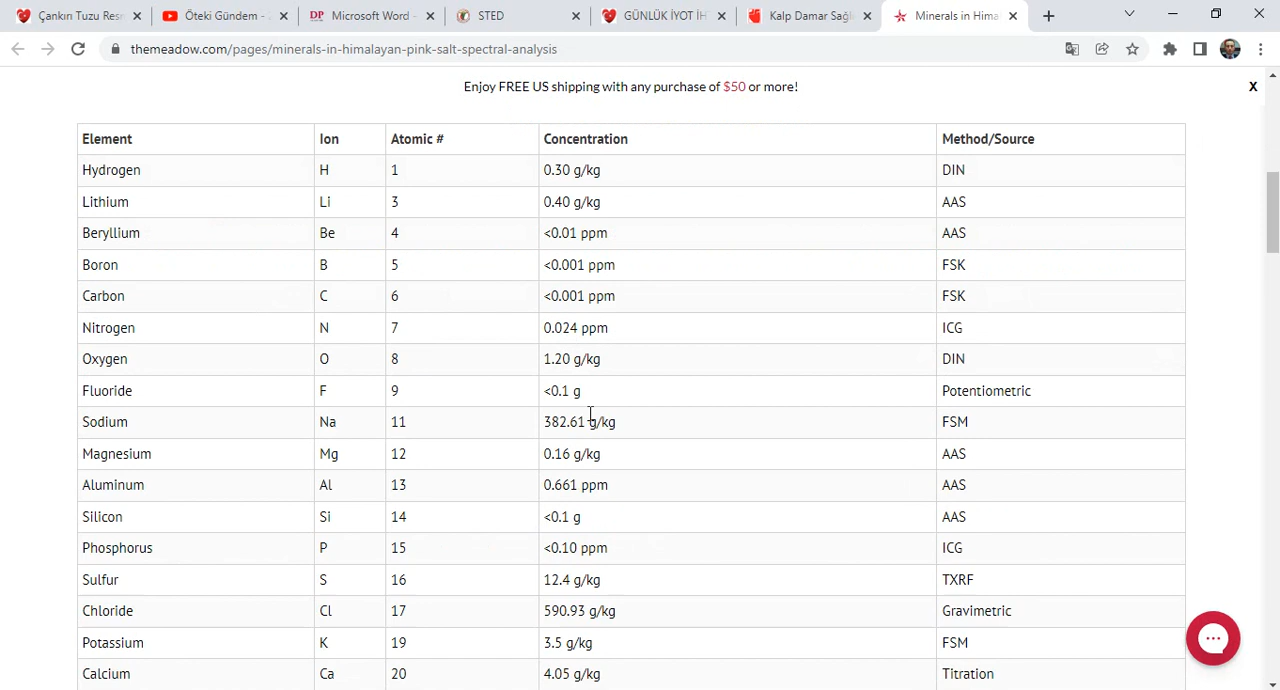 Çankırı Tuzu Res
Öteki Gündem -
DP Microsoft Word -
STED
GÜNLÜK İYOT İH
Kalp Damar Sağlı
Minerals in Hima
themeadow.com/pages/minerals-in-himalayan-pink-salt-spectral-analysis
Enjoy FREE US shipping with any purchase of $50 or more!
X
Element Ion Atomic # Concentration Method/Source
Hydrogen H 1 0.30 g/kg DIN
Lithium Li 3 0.40 g/kg AAS
Beryllium Be 4 <0.01 ppm AAS
Boron B 5 <0.001 ppm FSK
Carbon C 6 <0.001 ppm FSK
Nitrogen N 7 0.024 ppm ICG
Oxygen O 8 1.20 g/kg DIN
Fluoride F 9 <0.1 g Potentiometric
Sodium Na 11 382.61 g/kg FSM
Magnesium Mg 12 0.16 g/kg AAS
Aluminum Al 13 0.661 ppm AAS
Silicon Si 14 <0.1 g AAS
Phosphorus P 15 <0.10 ppm ICG
Sulfur S 16 12.4 g/kg TXRF
Chloride Cl 17 590.93 g/kg Gravimetric
Potassium K 19 3.5 g/kg FSM
Calcium Ca 20 4.05 g/kg Titration